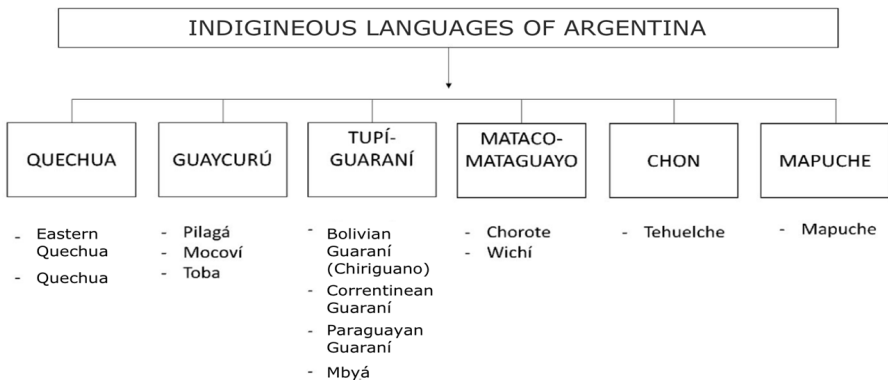 INDIGINEOUS LANGUAGES OF ARGENTINA
QUECHUA
GUAYCURÚ
TUPÍ-
GUARANÍ
MATACO-
MATAGUAYO
CHON
MAPUCHE
- Eastern
Quechua
- Quechua
- Pilagá
- Mocoví
- Toba
- Bolivian
Guaraní
(Chiriguano)
- Correntinean
Guaraní
- Paraguayan
Guaraní
- Mbyá
- Chorote
- Wichí
- Tehuelche
- Mapuche